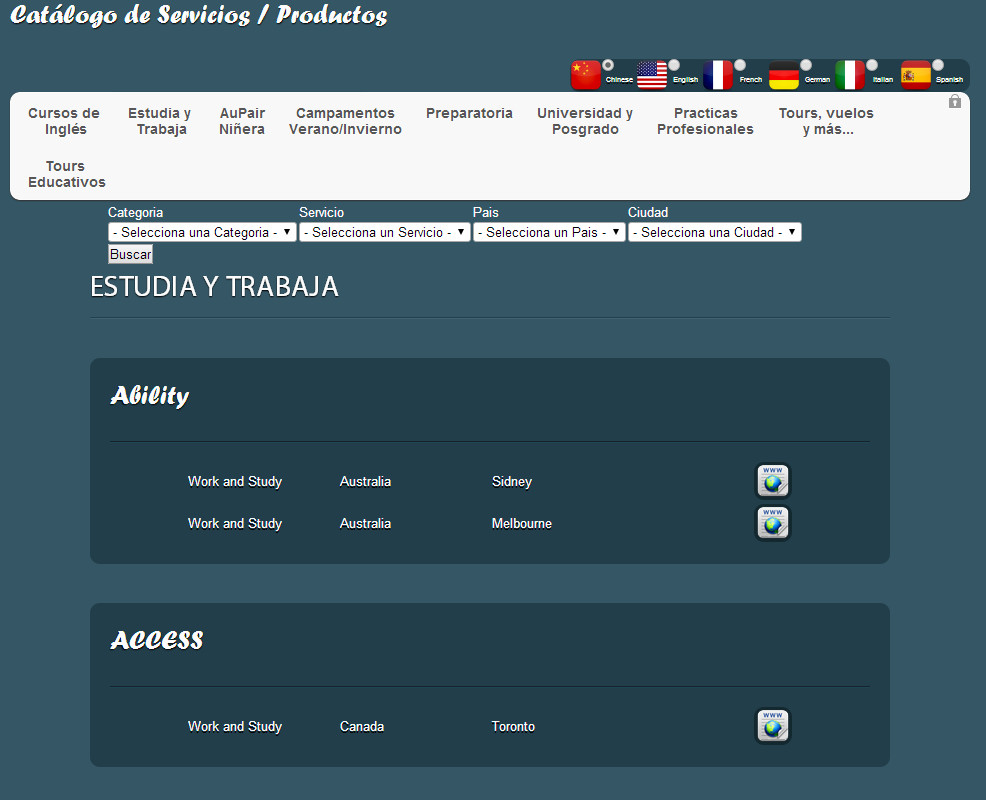 Catálogo de Servicios / Productos
Chinese English French German Italian Spanish
Cursos de Inglés
Estudia y Trabaja
AuPair Niñera
Campamentos Verano/Invierno
Preparatoria
Universidad y Posgrado
Practicas Profesionales
Tours, vuelos y más...
Tours Educativos
Categoria Servicio Pais Ciudad
- Selecciona una Categoria - - Selecciona un Servicio - - Selecciona un Pais - - Selecciona una Ciudad -
Buscar
ESTUDIA Y TRABAJA
Ability
Work and Study Australia Sidney WWW
Work and Study Australia Melbourne WWW
ACCESS
Work and Study Canada Toronto WWW